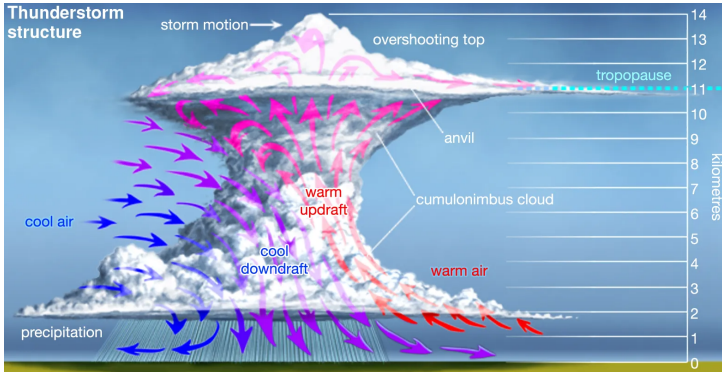 Thunderstorm
structure
storm motion
overshooting top
tropopause
anvil
cumulonimbus cloud
warm
updraft
cool air
cool
downdraft
warm air
precipitation
14
13
12
11
10
9
8
7
6
5
4
3
2
1
0
kilometres